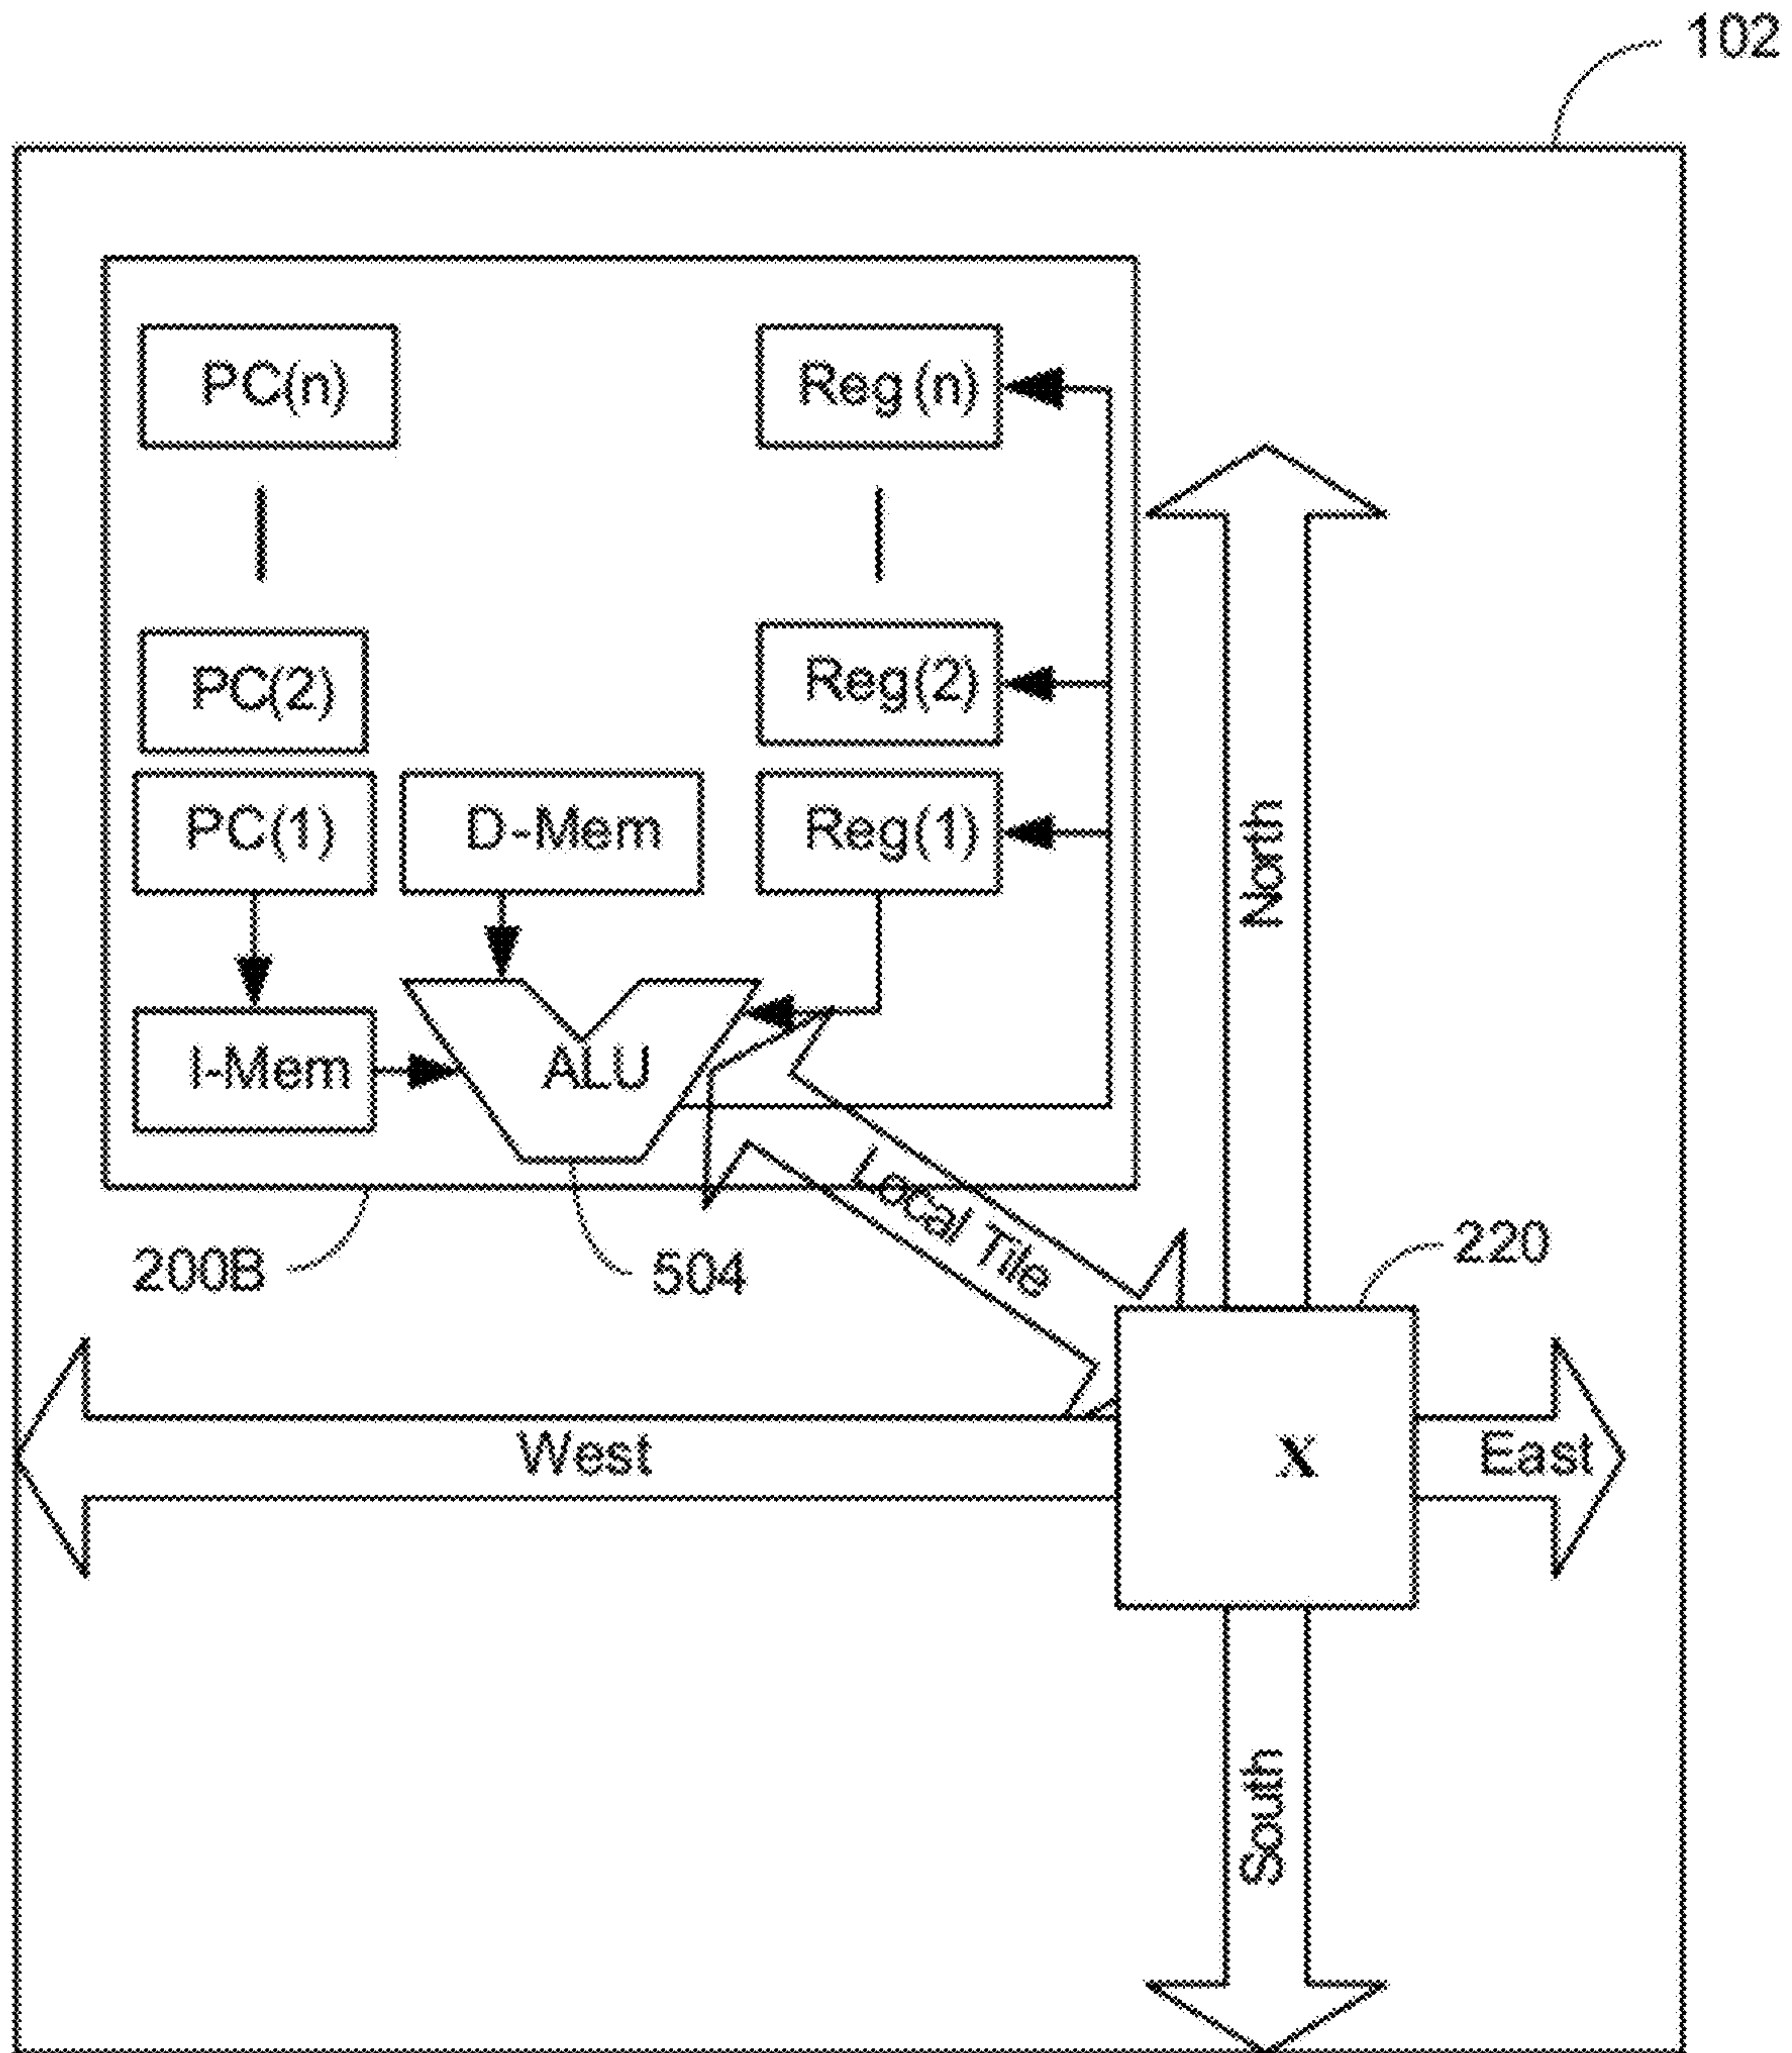 102
PC(n)
Reg(n)
PC(2)
Reg(2)
PC(1)
D-Mem
Reg(1)
North
I-Mem
ALU
Local Tile
200B
504
220
West
X
East
South